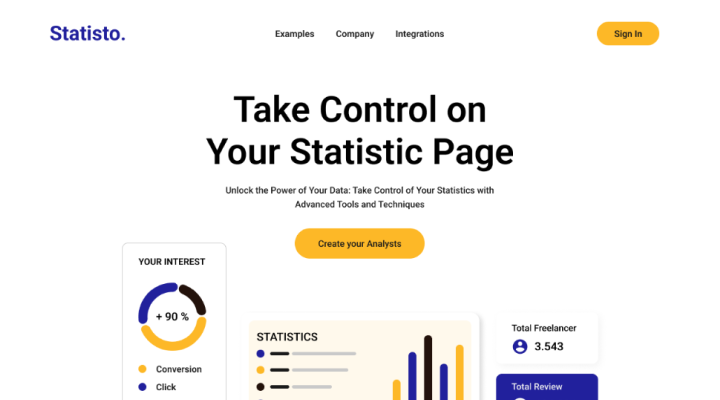 Statisto.
Examples
Company
Integrations
Sign In
Take Control on
Your Statistic Page
Unlock the Power of Your Data: Take Control of Your Statistics with
Advanced Tools and Techniques
Create your Analysts
YOUR INTEREST
+ 90 %
Conversion
Click
STATISTICS
Total Freelancer
3.543
Total Review